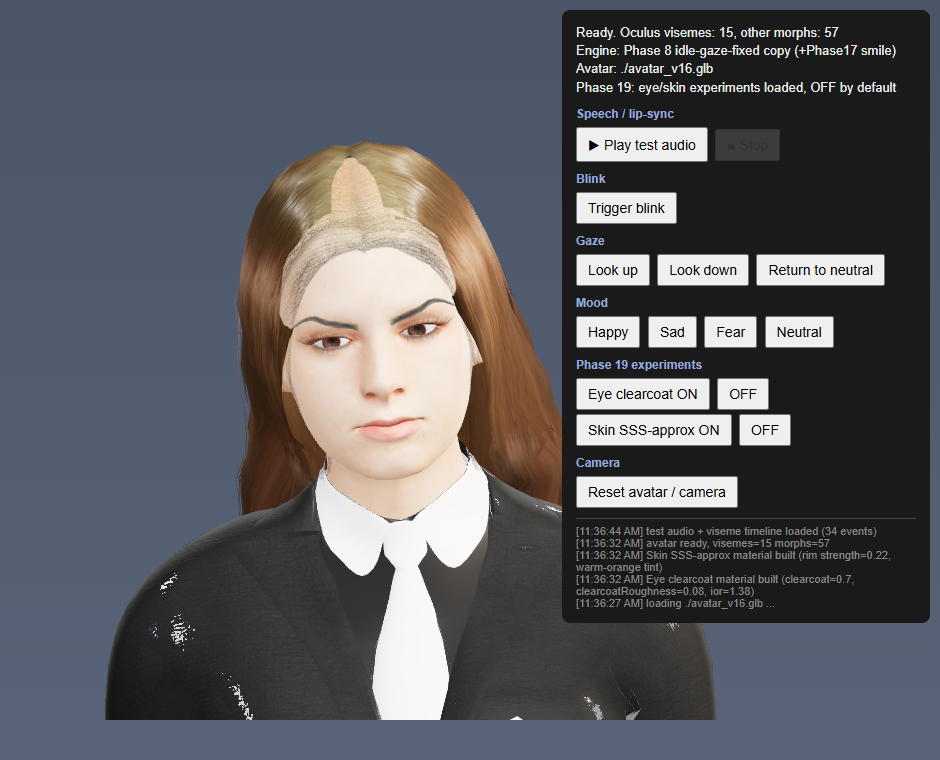 Ready. Oculus visemes: 15, other morphs: 57
Engine: Phase 8 idle-gaze-fixed copy (+Phase17 smile)
Avatar: ./avatar_v16.glb
Phase 19: eye/skin experiments loaded, OFF by default
Speech / lip-sync
▶ Play test audio ■ Stop
Blink
Trigger blink
Gaze
Look up Look down Return to neutral
Mood
Happy Sad Fear Neutral
Phase 19 experiments
Eye clearcoat ON OFF
Skin SSS-approx ON OFF
Camera
Reset avatar / camera
[11:36:44 AM] test audio + viseme timeline loaded (34 events)
[11:36:32 AM] avatar ready, visemes=15 morphs=57
[11:36:32 AM] Skin SSS-approx material built (rim strength=0.22,
warm-orange tint)
[11:36:32 AM] Eye clearcoat material built (clearcoat=0.7,
clearcoatRoughness=0.08, ior=1.38)
[11:36:27 AM] loading ./avatar_v16.glb ...